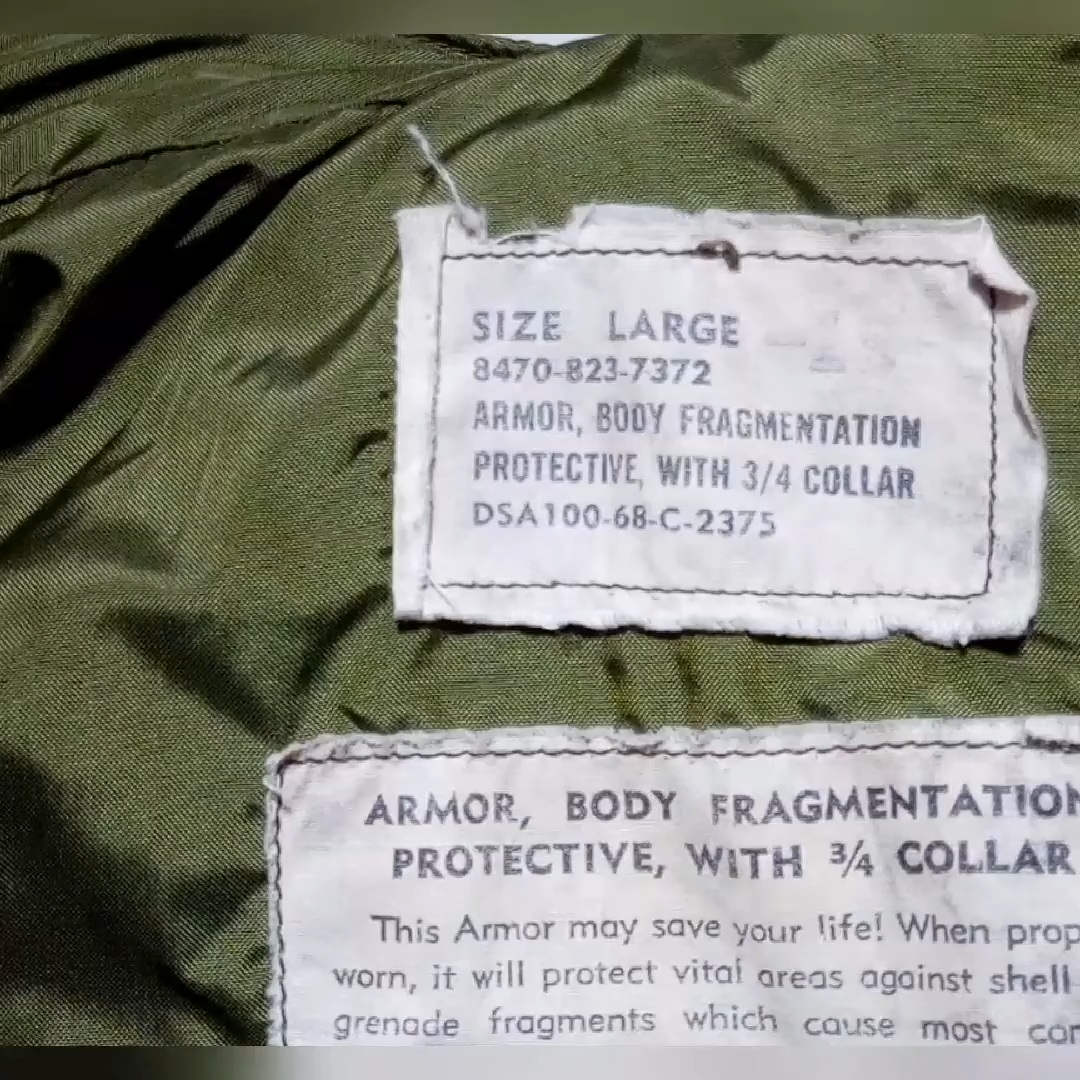 SIZE LARGE
8470-823-7372
ARMOR, BODY FRAGMENTATION
PROTECTIVE, WITH 3/4 COLLAR
DSA100-68-C-2375
ARMOR, BODY FRAGMENTATION
PROTECTIVE, WITH ¾ COLLAR
This Armor may save your life! When prop
worn, it will protect vital areas against shell
grenade fragments which cause most